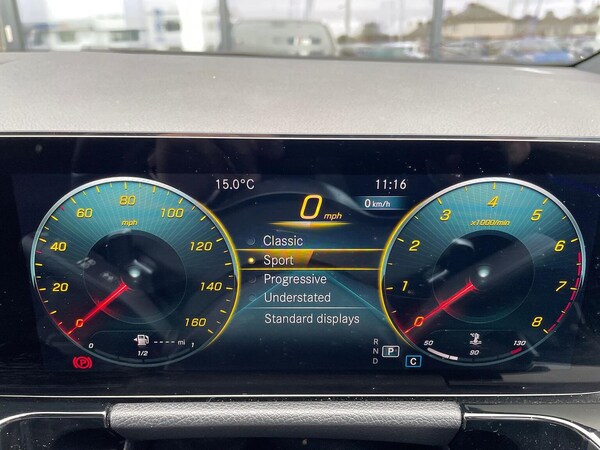 15.0°C
11:16
0 mph
0 km/h
Classic
Sport
Progressive
Understated
Standard displays
mph
0
20
40
60
80
100
120
140
160
0
1/2
1
---- mi
x1000/min
0
1
2
3
4
5
6
7
8
50
90
130
R
N P
D C
(P)